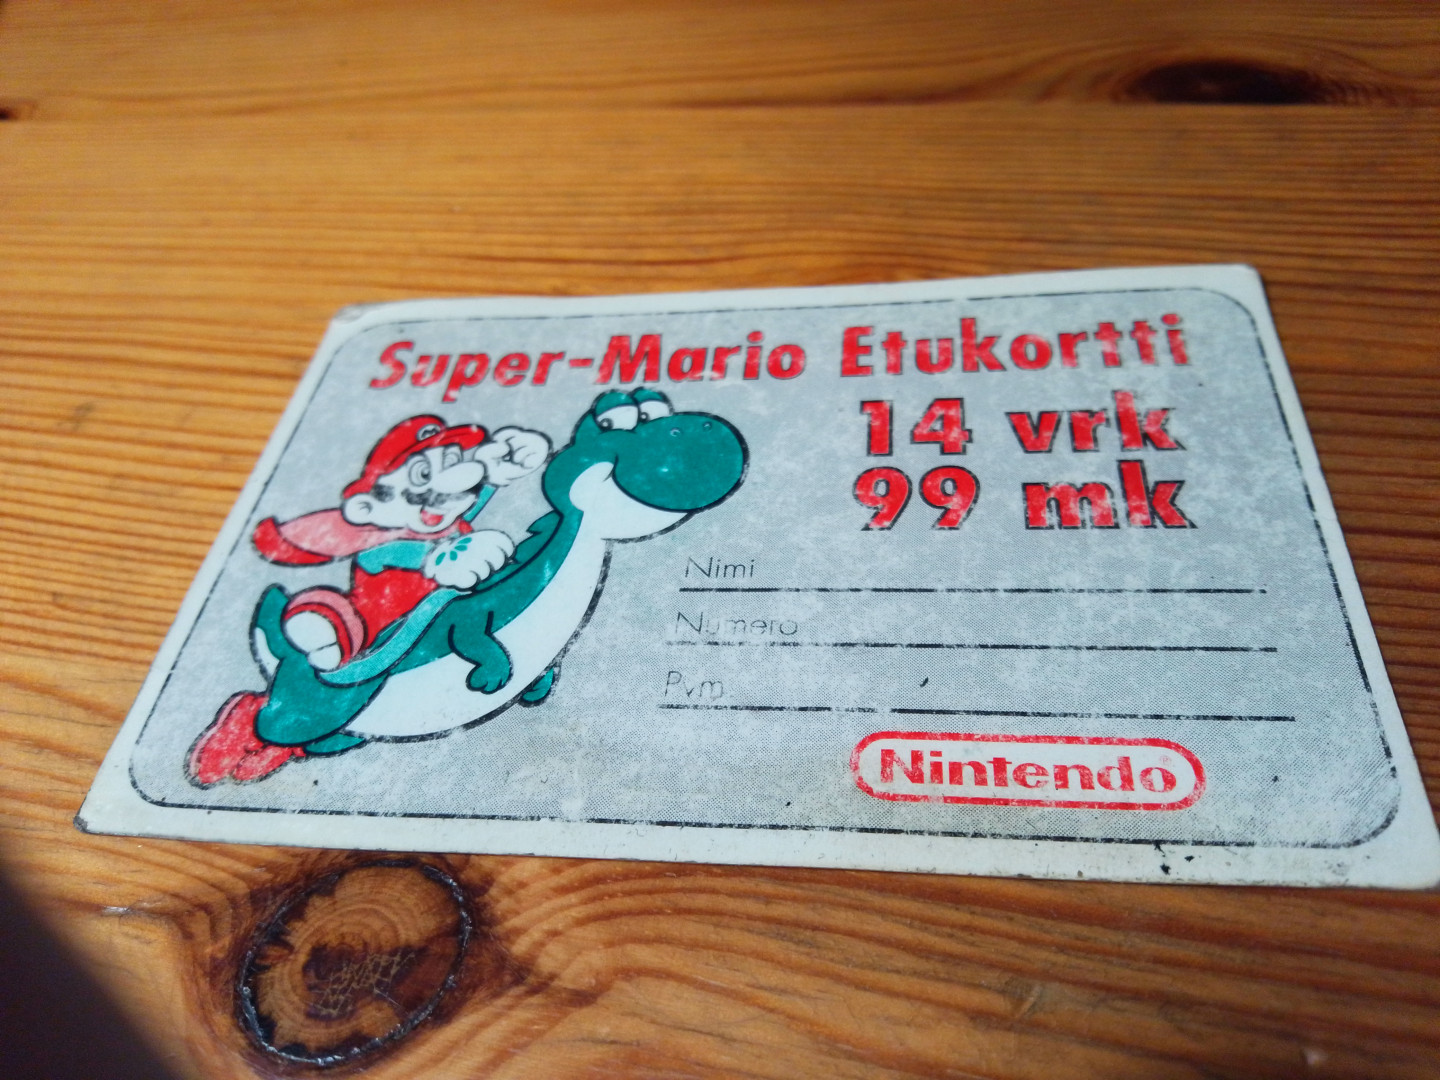 Super-Mario Etukortti
14 vrk
99 mk
Nimi
Numero
Pvm.
Nintendo